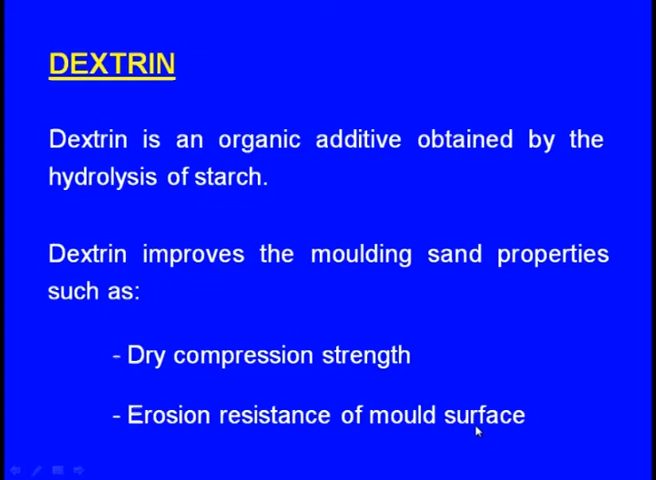 DEXTRIN
Dextrin is an organic additive obtained by the
hydrolysis of starch.
Dextrin improves the moulding sand properties
such as:
- Dry compression strength
- Erosion resistance of mould surface